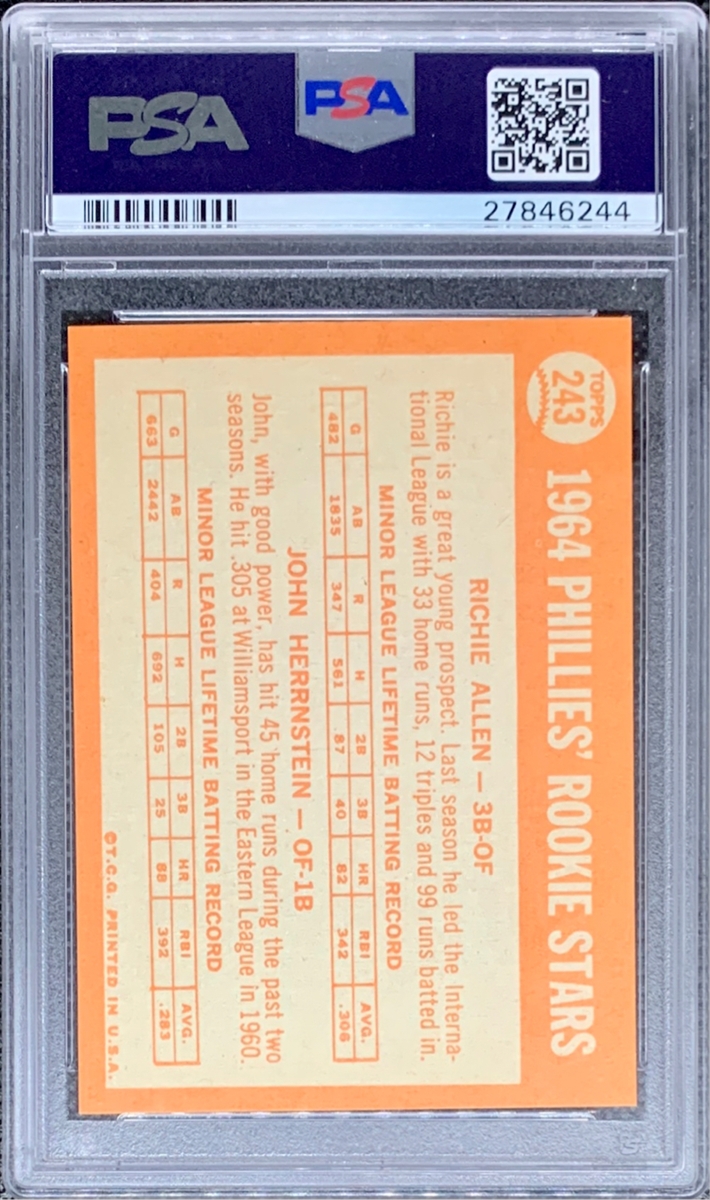 PSA
PSA
27846244
TOPPS
243
1964 PHILLIES' ROOKIE STARS
RICHIE ALLEN — 3B-OF
Richie is a great young prospect. Last season he led the Interna-
tional League with 33 home runs, 12 triples and 99 runs batted in.
MINOR LEAGUE LIFETIME BATTING RECORD
G AB R H 2B 3B HR RBI AVG.
482 1835 347 561 87 40 82 342 .306
JOHN HERRNSTEIN — OF-1B
John, with good power, has hit 45 home runs during the past two
seasons. He hit .305 at Williamsport in the Eastern League in 1960.
MINOR LEAGUE LIFETIME BATTING RECORD
G AB R H 2B 3B HR RBI AVG.
663 2442 404 692 105 25 88 392 .283
©T.C.G. PRINTED IN U.S.A.